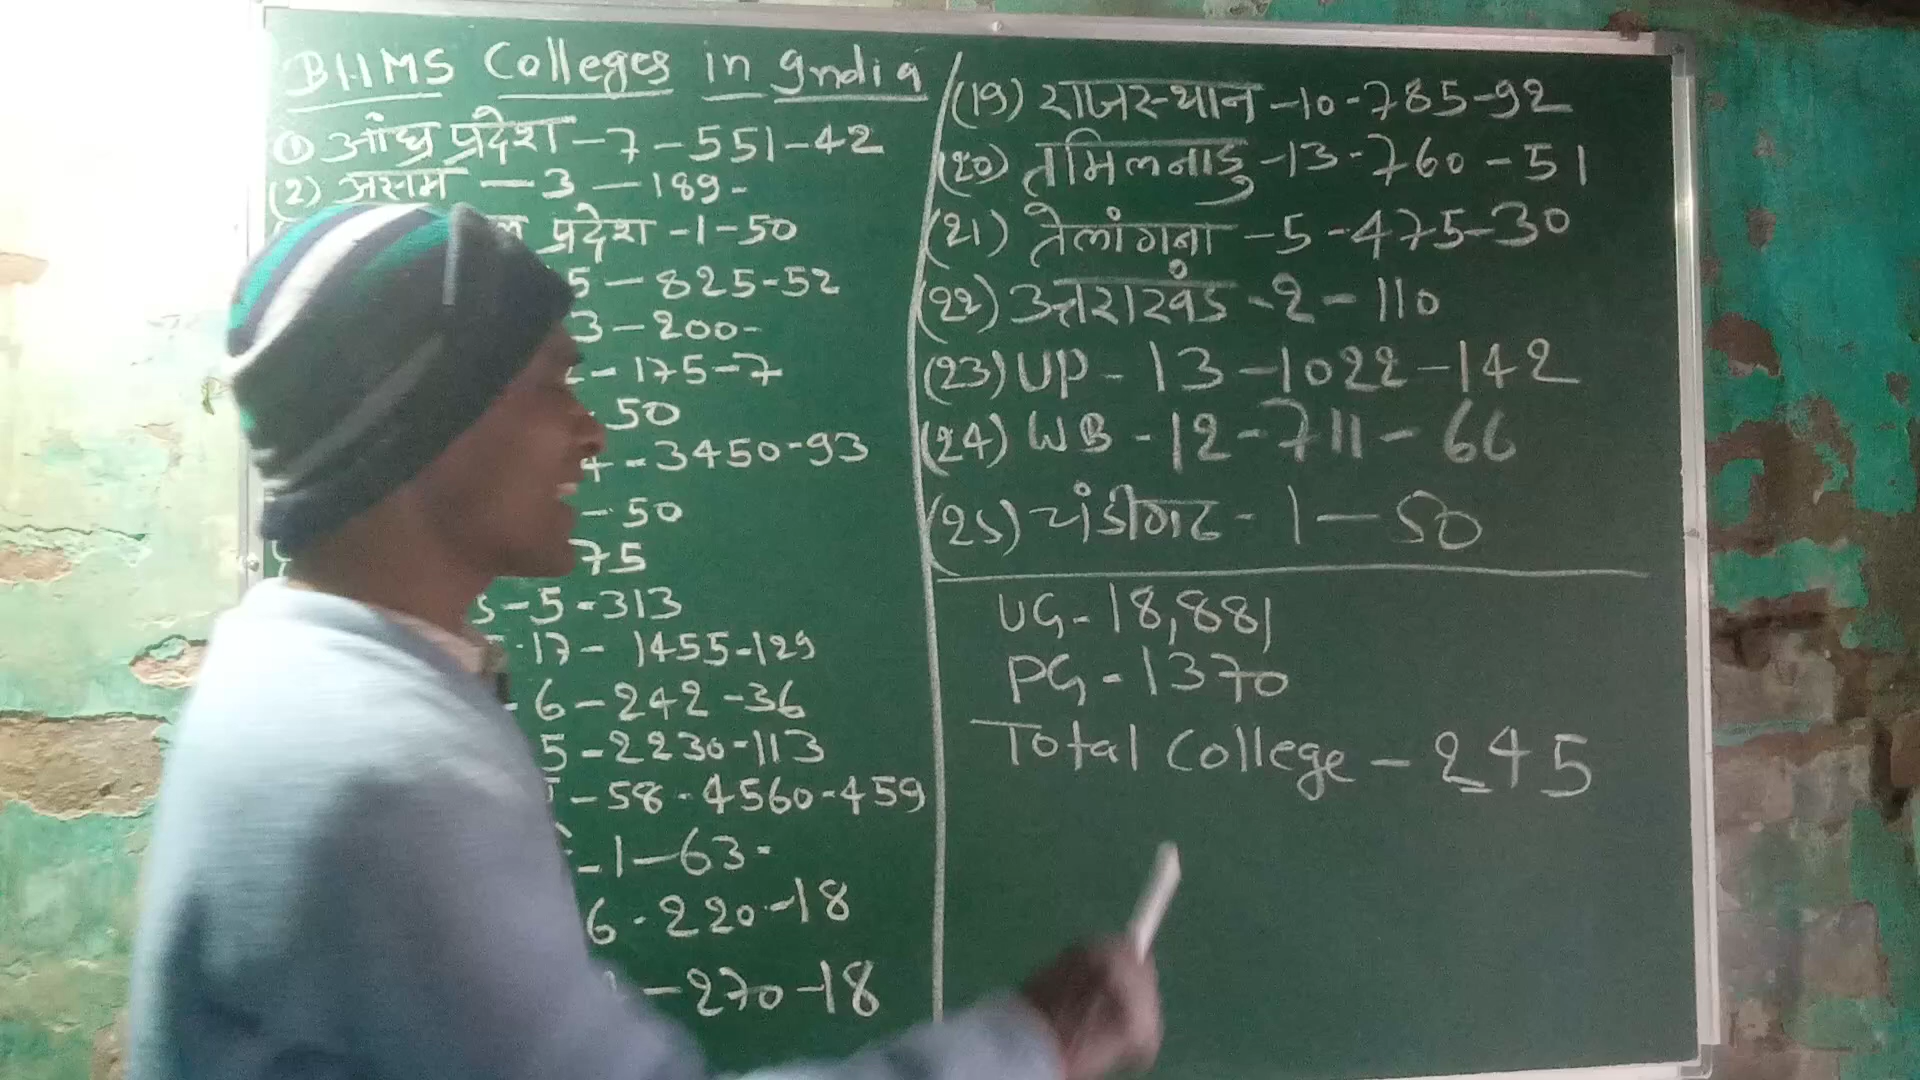 BHMS Colleges in India
(1) आंध्र प्रदेश - 7 - 551 - 42
(2) असम - 3 - 189 -
प्रदेश - 1 - 50
5 - 825 - 52
3 - 200 -
- 175 - 7
50
4 - 3450 - 93
- 50
75
- 5 - 313
- 17 - 1455 - 129
- 6 - 242 - 36
5 - 2230 - 113
- 58 - 4560 - 459
- 1 - 63 -
6 - 220 - 18
- 270 - 18
(19) राजस्थान - 10 - 785 - 92
(20) तमिलनाडु - 13 - 760 - 51
(21) तेलांगना - 5 - 475 - 30
(22) उत्तराखंड - 2 - 110
(23) UP - 13 - 1022 - 142
(24) WB - 12 - 711 - 66
(25) चंडीगढ - 1 - 50
UG - 18,881
PG - 1370
Total College - 245